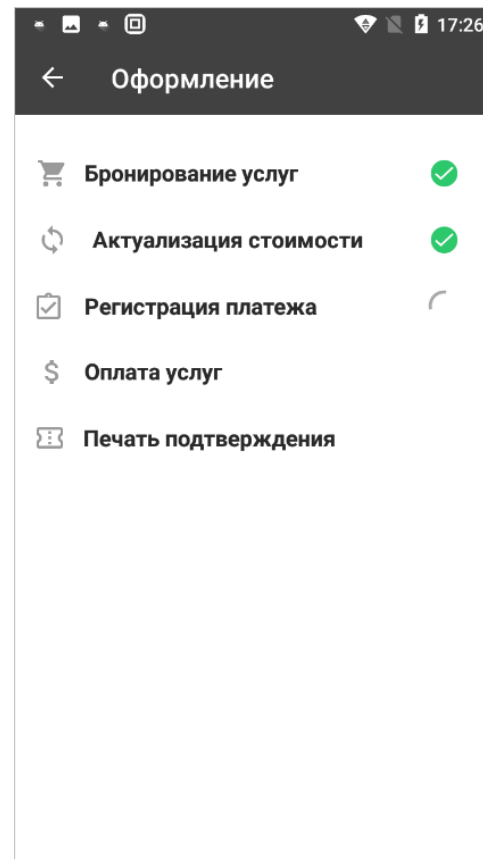 17:26
Оформление
Бронирование услуг
Актуализация стоимости
Регистрация платежа
Оплата услуг
Печать подтверждения